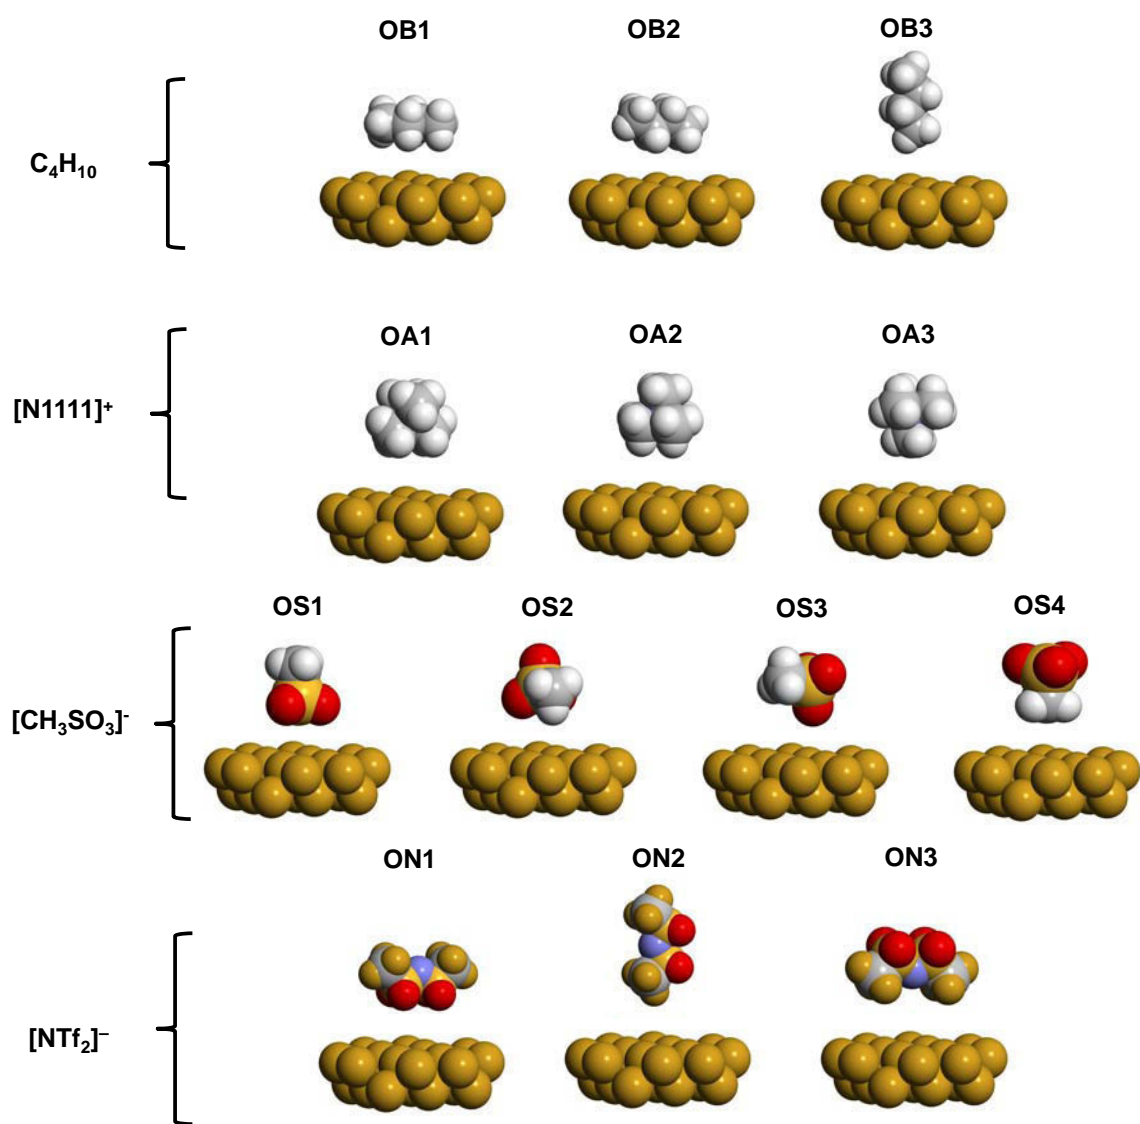 OB1 OB2 OB3
C₄H₁₀
OA1 OA2 OA3
[N1111]⁺
OS1 OS2 OS3 OS4
[CH₃SO₃]⁻
ON1 ON2 ON3
[NTf₂]⁻